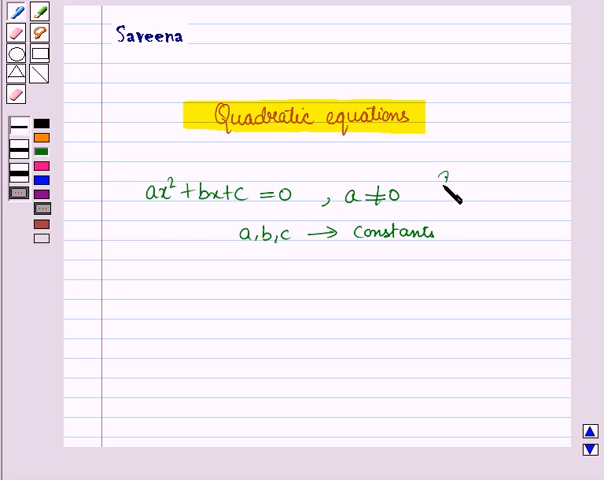 Saveena
Quadratic equations
ax² + bx + c = 0 , a ≠ 0
a, b, c → constants